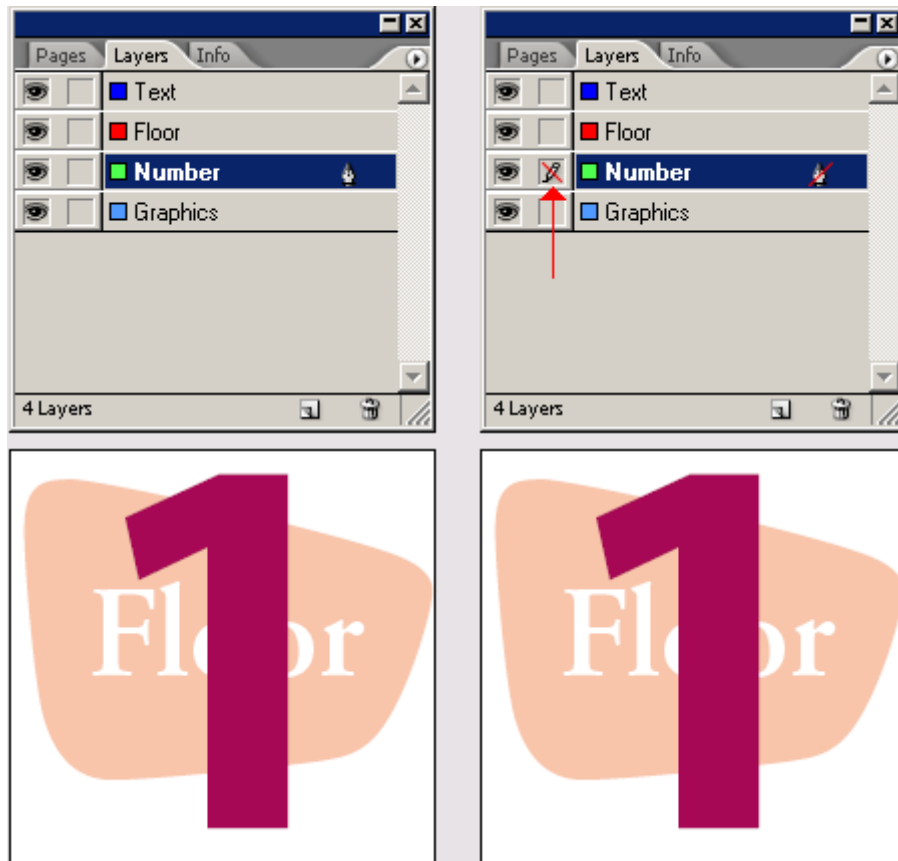 Pages Layers Info
Text
Floor
Number
Graphics
4 Layers
Pages Layers Info
Text
Floor
Number
Graphics
4 Layers
Floor
1
Floor
1